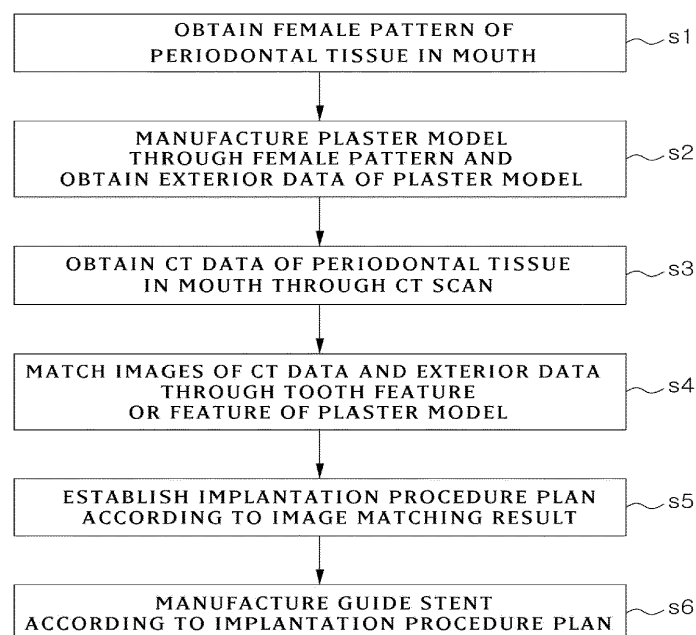 OBTAIN FEMALE PATTERN OF
PERIODONTAL TISSUE IN MOUTH
s1
MANUFACTURE PLASTER MODEL
THROUGH FEMALE PATTERN AND
OBTAIN EXTERIOR DATA OF PLASTER MODEL
s2
OBTAIN CT DATA OF PERIODONTAL TISSUE
IN MOUTH THROUGH CT SCAN
s3
MATCH IMAGES OF CT DATA AND EXTERIOR DATA
THROUGH TOOTH FEATURE
OR FEATURE OF PLASTER MODEL
s4
ESTABLISH IMPLANTATION PROCEDURE PLAN
ACCORDING TO IMAGE MATCHING RESULT
s5
MANUFACTURE GUIDE STENT
ACCORDING TO IMPLANTATION PROCEDURE PLAN
s6